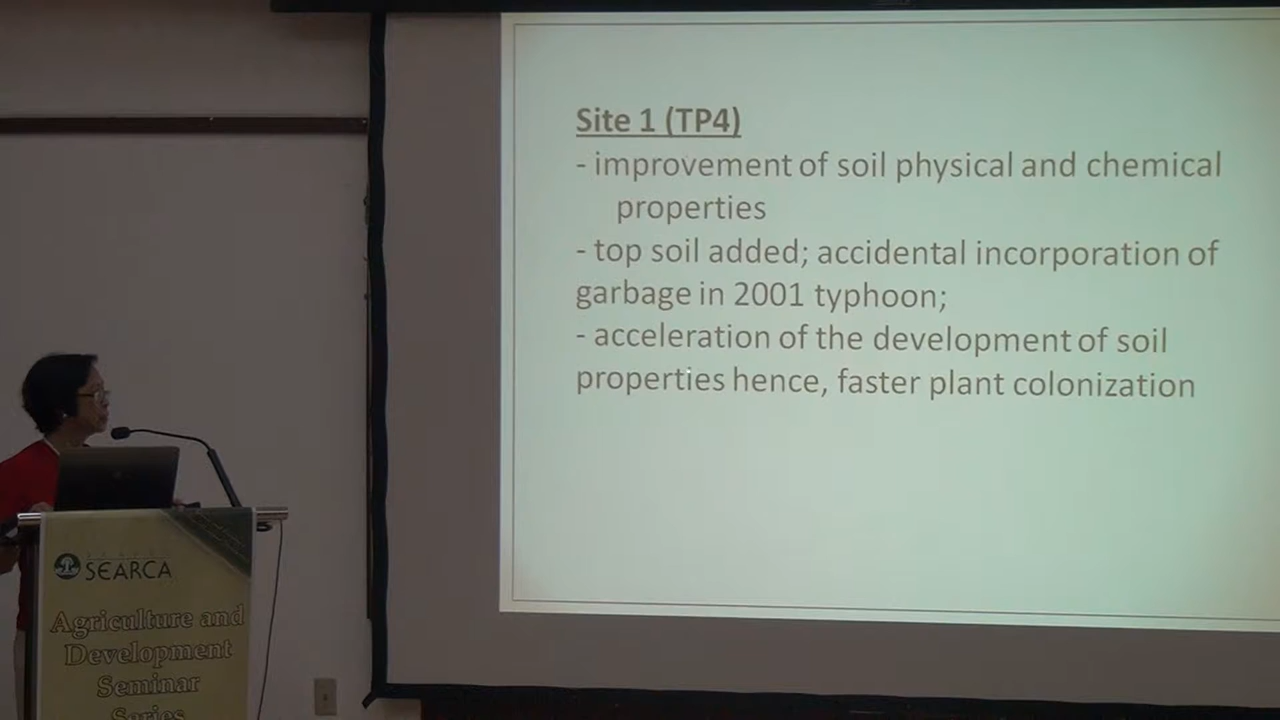 Site 1 (TP4)
- improvement of soil physical and chemical
properties
- top soil added; accidental incorporation of
garbage in 2001 typhoon;
- acceleration of the development of soil
properties hence, faster plant colonization
SEARCA
Agriculture and
Development
Seminar
Series